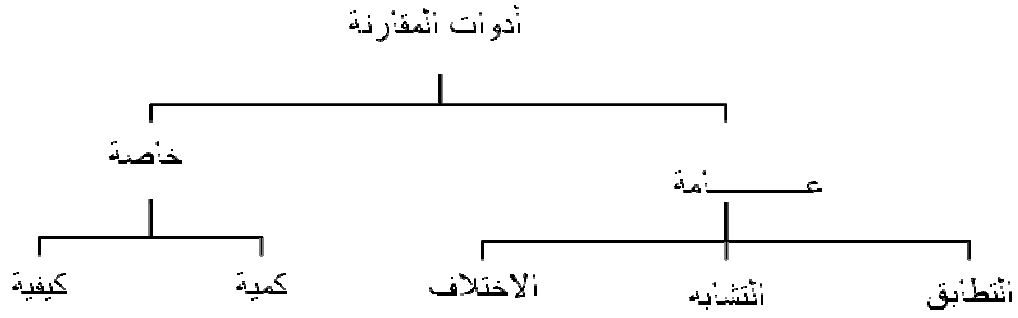 أدوات المقارنة
عـــــــامة
خاصة
التطابق
التشابه
الاختلاف
كمية
كيفية